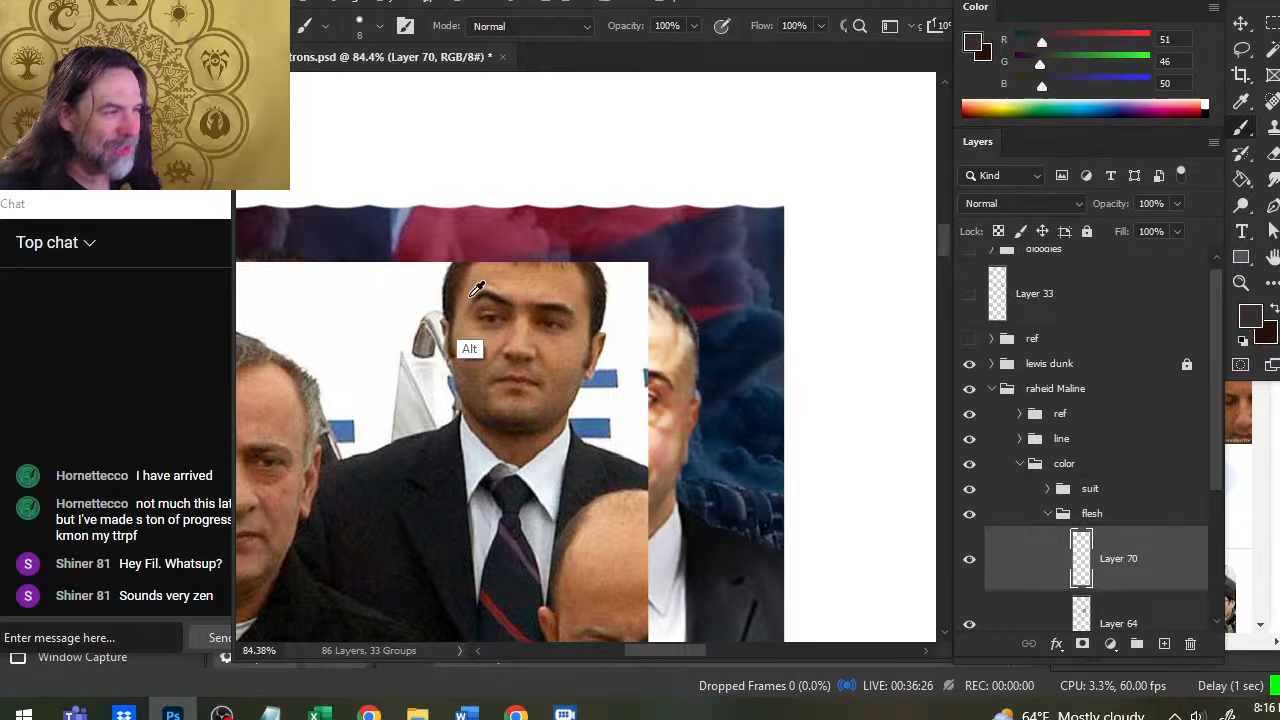 8
Mode: Normal
Opacity: 100%
Flow: 100%
Color
trons.psd @ 84.4% (Layer 70, RGB/8#) *
R 51
G 46
B 50
Layers
Kind
Normal
Opacity: 100%
Lock:
Fill: 100%
Layer 33
ref
lewis dunk
raheid Maline
ref
line
color
suit
flesh
Layer 70
Layer 64
Alt
Chat
Top chat
Hornettecco I have arrived
Hornettecco not much this lat
but I've made s ton of progress
kmon my ttrpf
Shiner 81 Hey Fil. Whatsup?
S
Shiner 81 Sounds very zen
S
Enter message here...
Sen
84.38%
86 Layers, 33 Groups
Window Capture
Dropped Frames 0 (0.0%)
LIVE: 00:36:26
REC: 00:00:00
CPU: 3.3%, 60.00 fps
Delay (1 sec)
Ps
64°F Mostly cloudy
8:16